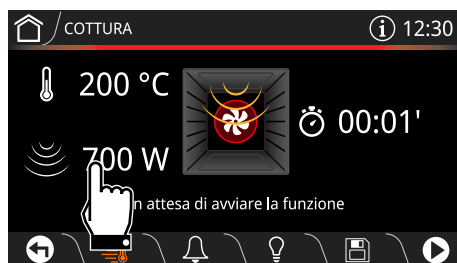 COTTURA
12:30
200 °C
00:01'
700 W
attesa di avviare la funzione